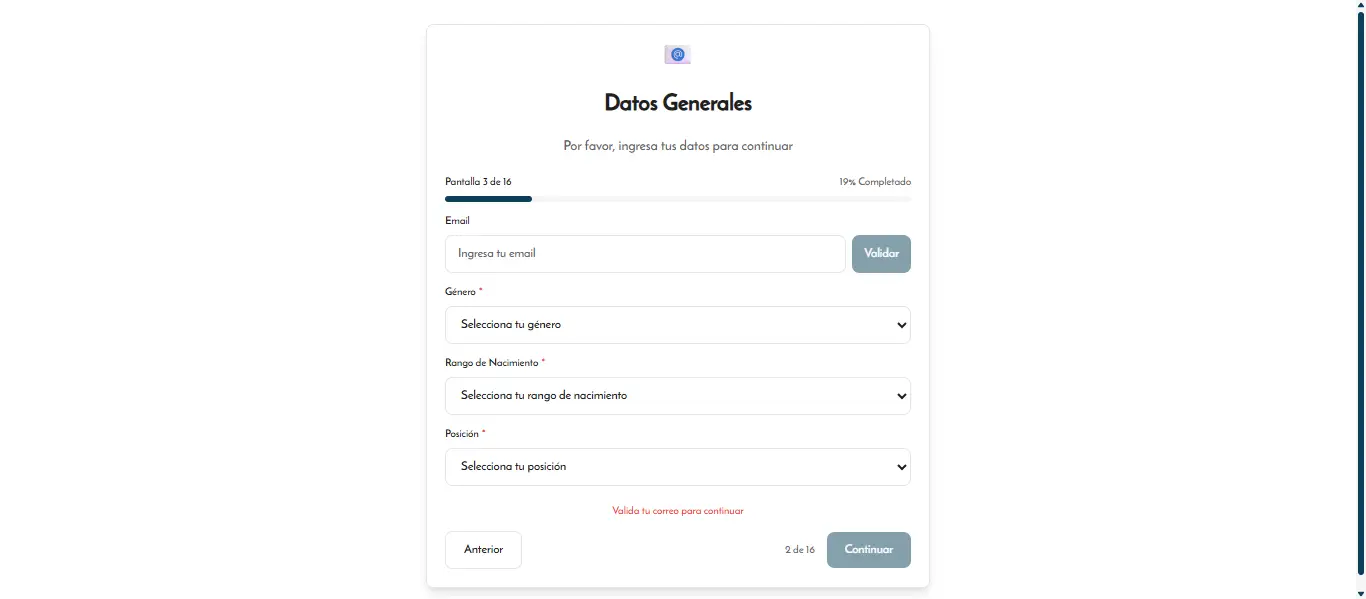 @
Datos Generales
Por favor, ingresa tus datos para continuar
Pantalla 3 de 16
19% Completado
Email
Ingresa tu email
Validar
Género *
Selecciona tu género
Rango de Nacimiento *
Selecciona tu rango de nacimiento
Posición *
Selecciona tu posición
Valida tu correo para continuar
Anterior
2 de 16
Continuar